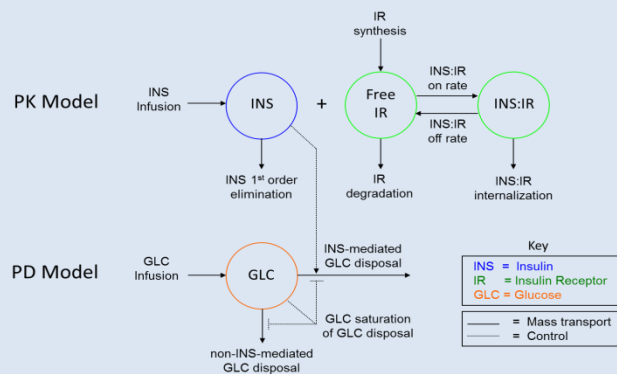 IR
synthesis
PK Model
INS
Infusion
INS
+
Free
IR
INS:IR
on rate
INS:IR
off rate
INS:IR
INS 1st order
elimination
IR
degradation
INS:IR
internalization
PD Model
GLC
Infusion
GLC
INS-mediated
GLC disposal
GLC saturation
of GLC disposal
non-INS-mediated
GLC disposal
Key
INS = Insulin
IR = Insulin Receptor
GLC = Glucose
= Mass transport
= Control